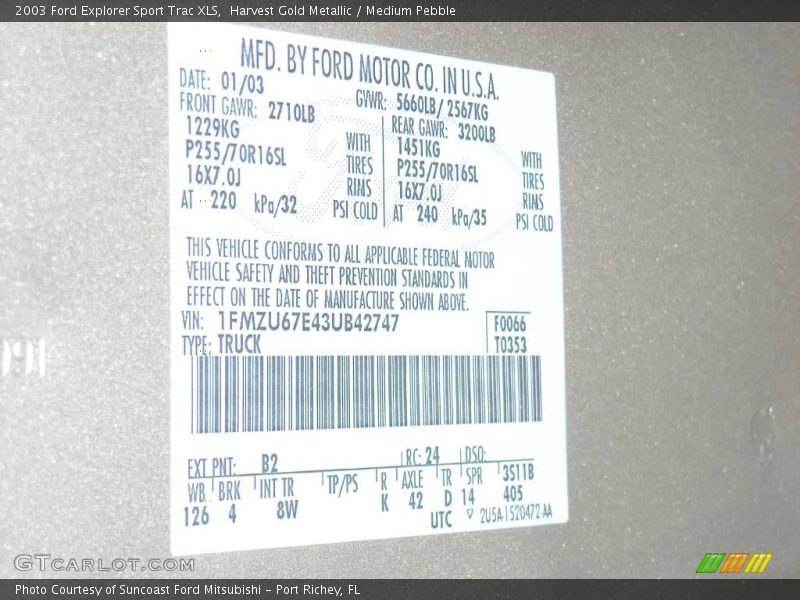 2003 Ford Explorer Sport Trac XLS, Harvest Gold Metallic / Medium Pebble
MFD. BY FORD MOTOR CO. IN U.S.A.
DATE: 01/03 GVWR: 5660LB/ 2567KG
FRONT GAWR: 2710LB REAR GAWR: 3200LB
1229KG WITH 1451KG WITH
P255/70R16SL TIRES P255/70R16SL TIRES
16X7.0J RINS 16X7.0J RINS
AT 220 kPa/32 PSI COLD AT 240 kPa/35 PSI COLD
THIS VEHICLE CONFORMS TO ALL APPLICABLE FEDERAL MOTOR
VEHICLE SAFETY AND THEFT PREVENTION STANDARDS IN
EFFECT ON THE DATE OF MANUFACTURE SHOWN ABOVE.
VIN: 1FMZU67E43UB42747 F0066
TYPE: TRUCK T0353
EXT PNT: B2 RC: 24 DSO:
WB BRK INT TR TP/PS R AXLE TR SPR 3S11B
126 4 8W K 42 D 14 405
UTC ▽ 2U5A-1520472-AA
GTCarLot.com
Photo Courtesy of Suncoast Ford Mitsubishi - Port Richey, FL